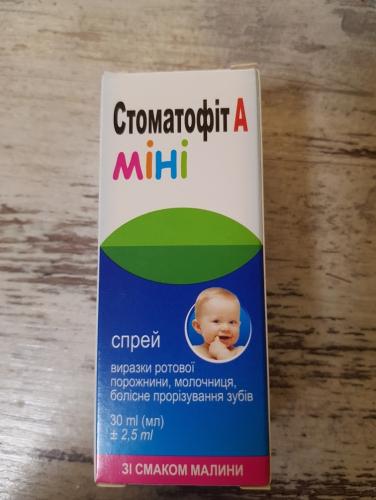 Стоматофіт А
міні
спрей
виразки ротової
порожнини, молочниця,
болісне прорізування зубів
30 ml (мл)
± 2,5 ml
ЗІ СМАКОМ МАЛИНИ